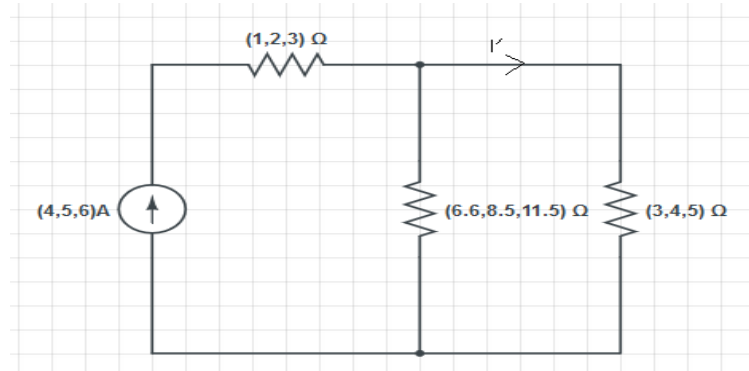 (1,2,3) Ω
I′
(4,5,6)A
(6.6,8.5,11.5) Ω
(3,4,5) Ω